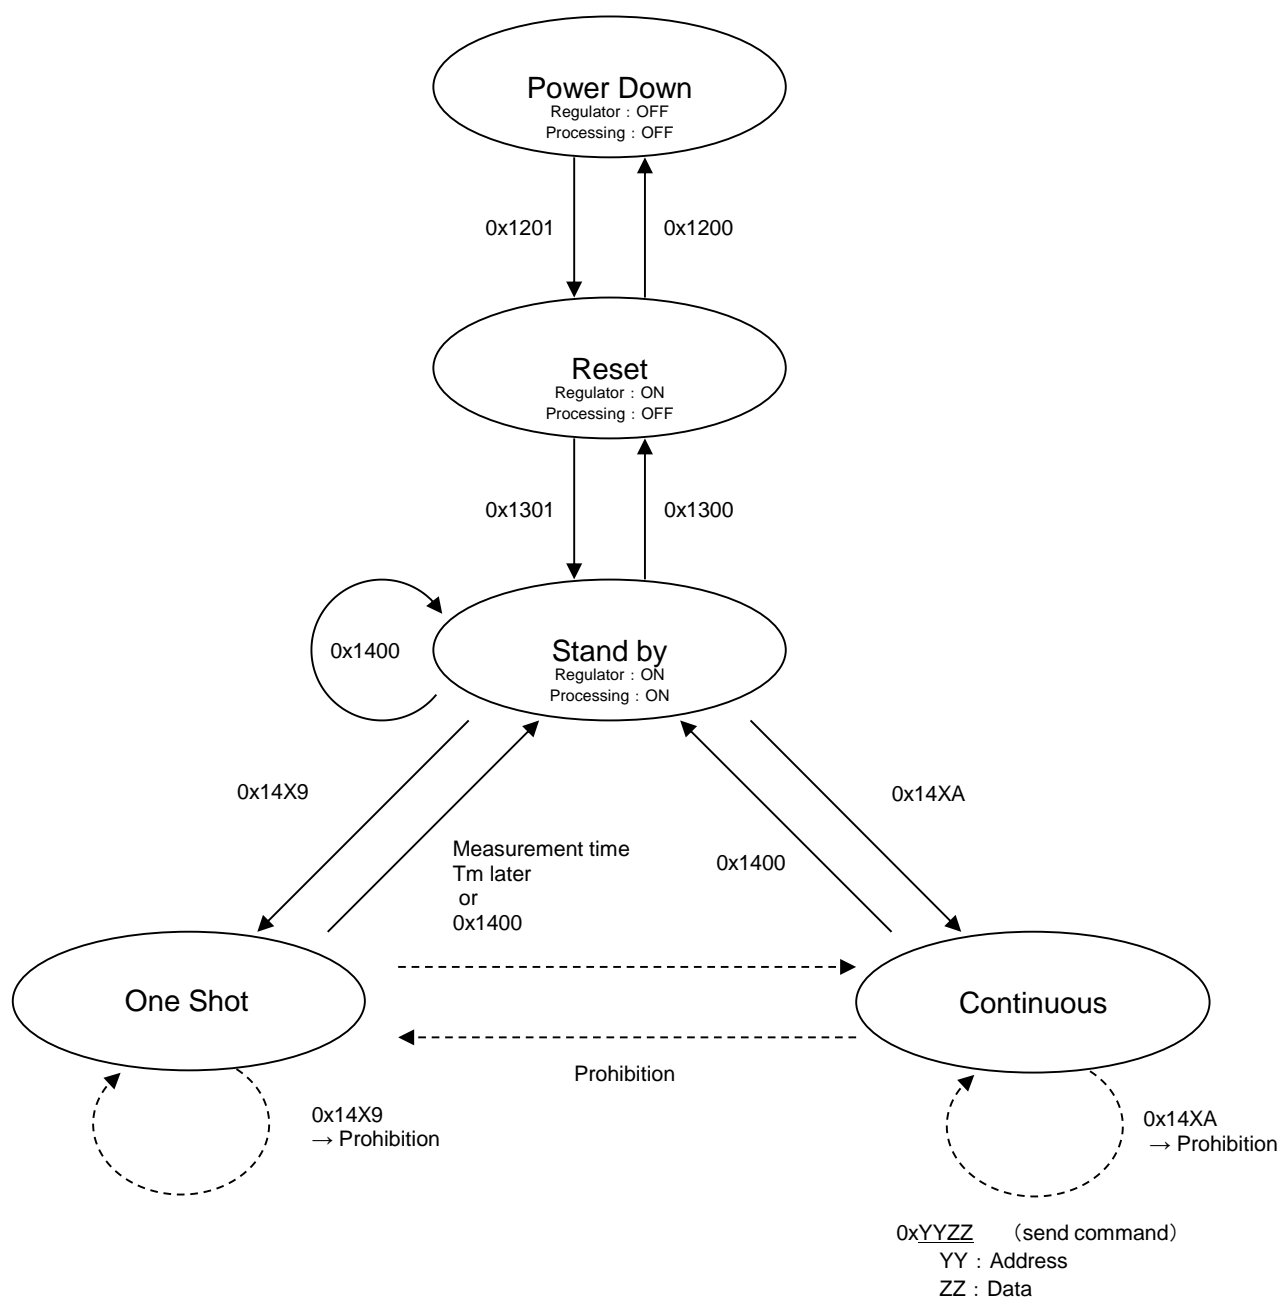 Power Down
Regulator : OFF
Processing : OFF
0x1201
0x1200
Reset
Regulator : ON
Processing : OFF
0x1301
0x1300
0x1400
Stand by
Regulator : ON
Processing : ON
0x14X9
0x14XA
Measurement time
Tm later
or
0x1400
0x1400
One Shot
Continuous
Prohibition
0x14X9
→ Prohibition
0x14XA
→ Prohibition
0xYYZZ （send command）
YY : Address
ZZ : Data